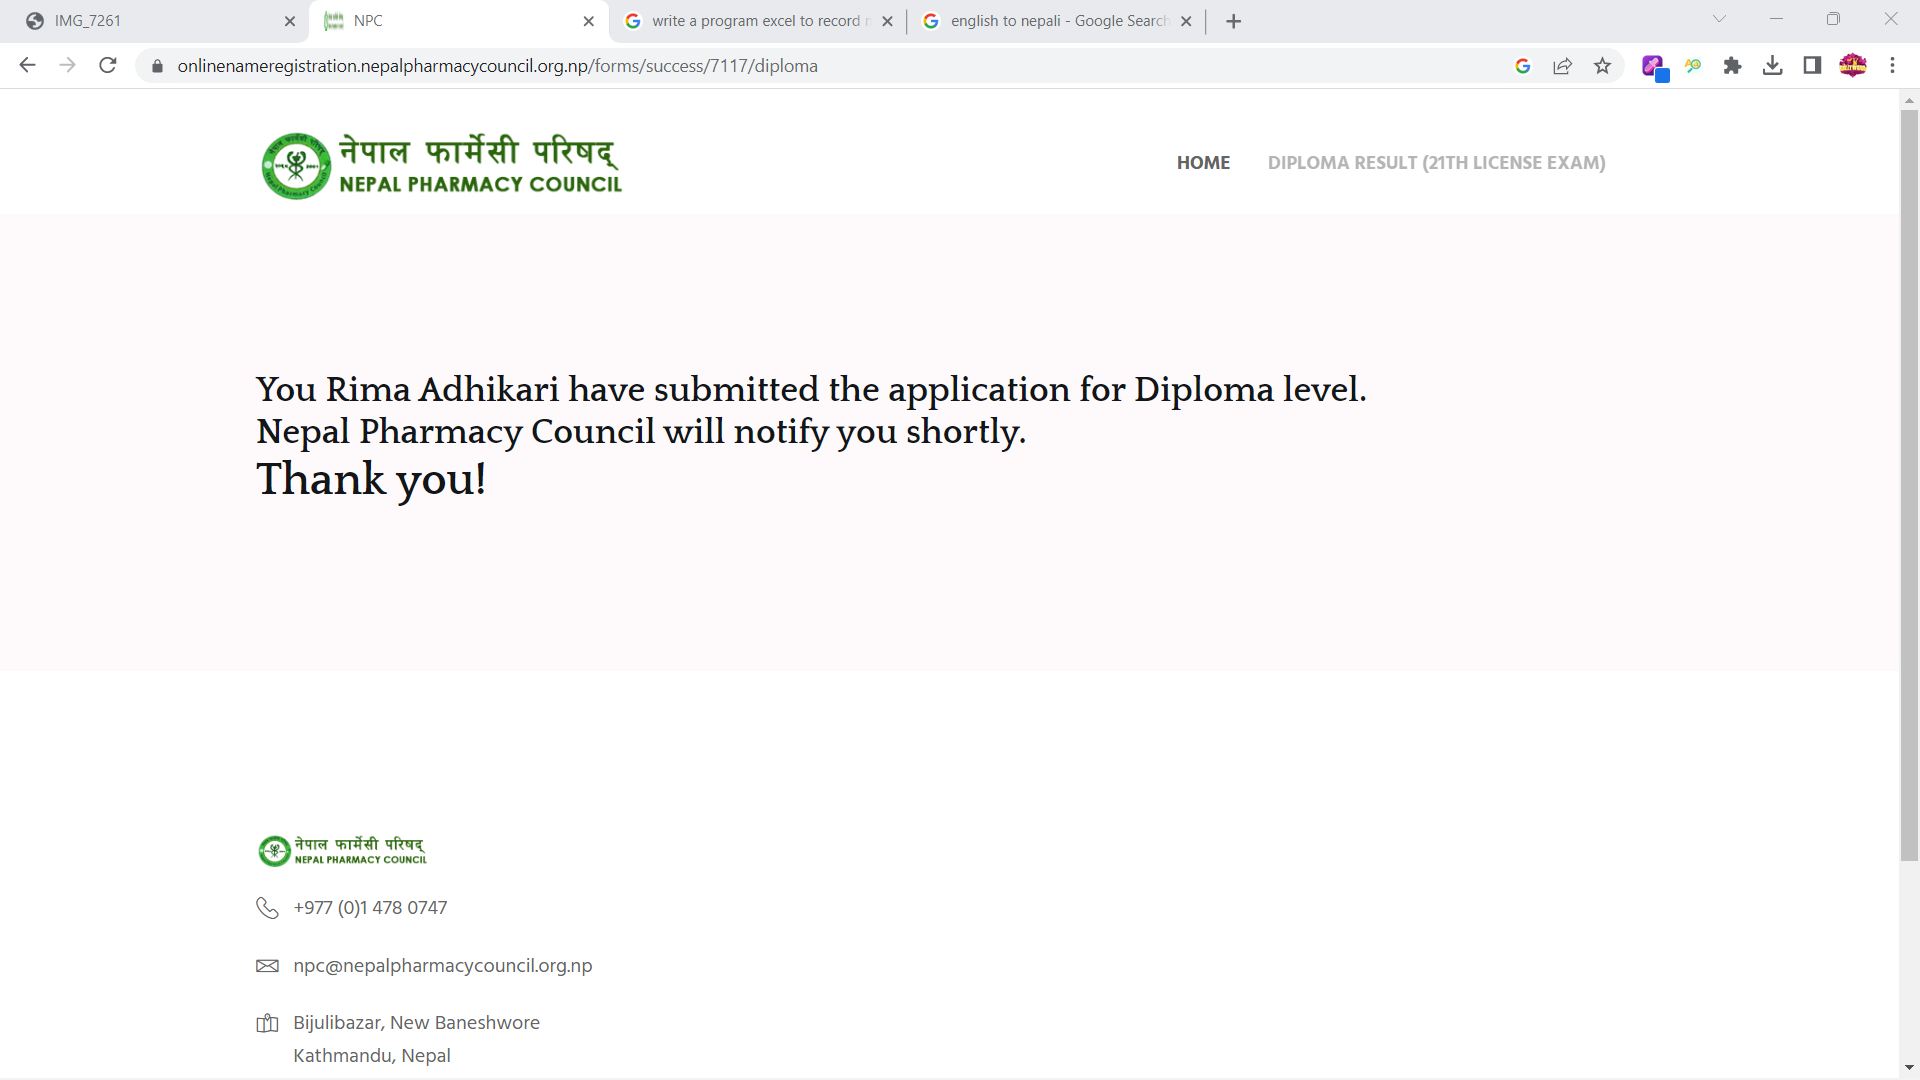 IMG_7261
NPC
write a program excel to record
english to nepali - Google Search
onlinenameregistration.nepalpharmacycouncil.org.np/forms/success/7117/diploma
नेपाल फार्मेसी परिषद्
NEPAL PHARMACY COUNCIL
HOME
DIPLOMA RESULT (21TH LICENSE EXAM)
You Rima Adhikari have submitted the application for Diploma level.
Nepal Pharmacy Council will notify you shortly.
Thank you!
नेपाल फार्मेसी परिषद्
NEPAL PHARMACY COUNCIL
+977 (0)1 478 0747
npc@nepalpharmacycouncil.org.np
Bijulibazar, New Baneshwore
Kathmandu, Nepal